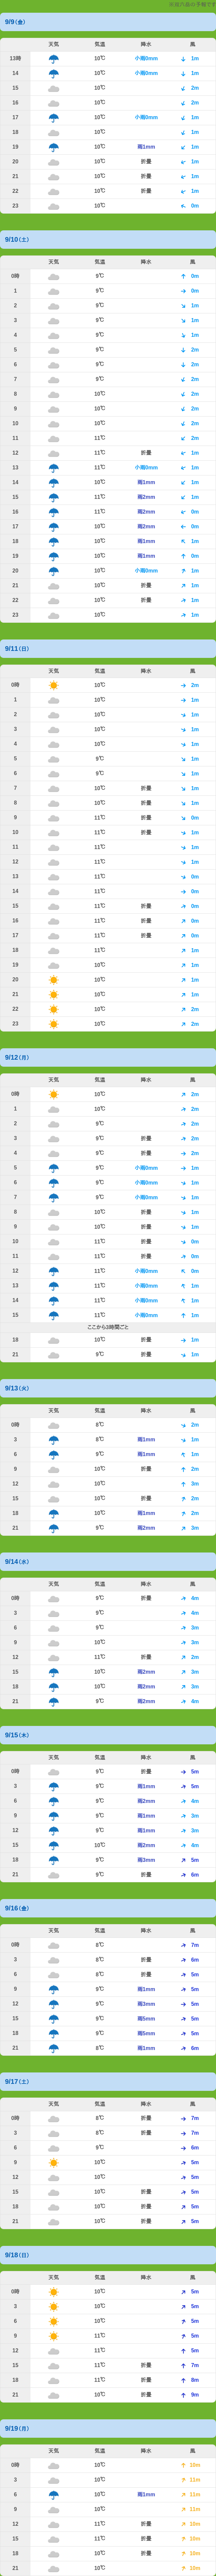 9/9(金)
天気 気温 降水 風
13時 10℃ 小雨0mm 1m
14 10℃ 小雨0mm 1m
15 10℃ 2m
16 10℃ 2m
17 10℃ 小雨0mm 1m
18 10℃ 1m
19 10℃ 雨1mm 1m
20 10℃ 折畳 1m
21 10℃ 折畳 1m
22 10℃ 折畳 1m
23 10℃ 0m
9/10(土)
天気 気温 降水 風
0時 9℃ 0m
1 9℃ 0m
2 9℃ 1m
3 9℃ 1m
4 9℃ 1m
5 9℃ 2m
6 9℃ 2m
7 9℃ 2m
8 10℃ 2m
9 10℃ 2m
10 10℃ 2m
11 11℃ 2m
12 11℃ 折畳 1m
13 11℃ 小雨0mm 1m
14 10℃ 雨1mm 1m
15 10℃ 雨2mm 1m
16 10℃ 雨2mm 0m
17 10℃ 雨2mm 0m
18 10℃ 雨1mm 1m
19 10℃ 雨1mm 0m
20 10℃ 小雨0mm 1m
21 10℃ 折畳 1m
22 10℃ 折畳 1m
23 10℃ 1m
9/11(日)
天気 気温 降水 風
0時 10℃ 2m
1 10℃ 1m
2 10℃ 1m
3 10℃ 1m
4 10℃ 1m
5 9℃ 1m
6 9℃ 1m
7 10℃ 折畳 1m
8 10℃ 折畳 1m
9 11℃ 折畳 0m
10 11℃ 折畳 1m
11 11℃ 1m
12 11℃ 1m
13 11℃ 0m
14 11℃ 0m
15 11℃ 折畳 0m
16 11℃ 折畳 0m
17 11℃ 折畳 0m
18 11℃ 1m
19 10℃ 1m
20 10℃ 1m
21 10℃ 1m
22 10℃ 2m
23 10℃ 2m
9/12(月)
天気 気温 降水 風
0時 10℃ 2m
1 10℃ 2m
2 9℃ 2m
3 9℃ 折畳 2m
4 9℃ 折畳 2m
5 9℃ 小雨0mm 1m
6 9℃ 小雨0mm 1m
7 9℃ 小雨0mm 1m
8 10℃ 折畳 1m
9 10℃ 折畳 1m
10 11℃ 折畳 0m
11 11℃ 折畳 0m
12 11℃ 小雨0mm 0m
13 11℃ 小雨0mm 1m
14 11℃ 小雨0mm 1m
15 11℃ 小雨0mm 1m
ここから3時間ごと
18 10℃ 折畳 1m
21 9℃ 折畳 1m
9/13(火)
天気 気温 降水 風
0時 8℃ 2m
3 8℃ 雨1mm 1m
6 9℃ 雨1mm 1m
9 10℃ 折畳 2m
12 10℃ 3m
15 10℃ 折畳 2m
18 10℃ 雨1mm 2m
21 9℃ 雨2mm 3m
9/14(水)
天気 気温 降水 風
0時 9℃ 折畳 4m
3 9℃ 4m
6 9℃ 3m
9 10℃ 3m
12 11℃ 折畳 2m
15 10℃ 雨2mm 3m
18 10℃ 雨2mm 3m
21 9℃ 雨2mm 4m
9/15(木)
天気 気温 降水 風
0時 9℃ 折畳 5m
3 9℃ 雨1mm 5m
6 9℃ 雨2mm 4m
9 9℃ 雨1mm 3m
12 9℃ 雨1mm 3m
15 10℃ 雨2mm 4m
18 9℃ 雨3mm 5m
21 9℃ 折畳 6m
9/16(金)
天気 気温 降水 風
0時 8℃ 7m
3 8℃ 折畳 6m
6 8℃ 折畳 5m
9 9℃ 雨1mm 5m
12 9℃ 雨3mm 5m
15 9℃ 雨5mm 5m
18 9℃ 雨5mm 5m
21 8℃ 雨1mm 6m
9/17(土)
天気 気温 降水 風
0時 8℃ 折畳 7m
3 8℃ 折畳 7m
6 9℃ 6m
9 10℃ 5m
12 10℃ 5m
15 10℃ 折畳 5m
18 10℃ 折畳 5m
21 10℃ 折畳 5m
9/18(日)
天気 気温 降水 風
0時 10℃ 5m
3 10℃ 5m
6 10℃ 5m
9 11℃ 5m
12 11℃ 5m
15 11℃ 折畳 7m
18 11℃ 折畳 8m
21 10℃ 折畳 9m
9/19(月)
天気 気温 降水 風
0時 10℃ 10m
3 10℃ 11m
6 10℃ 雨1mm 11m
9 10℃ 11m
12 11℃ 折畳 10m
15 11℃ 折畳 10m
18 10℃ 折畳 10m
21 10℃ 折畳 10m